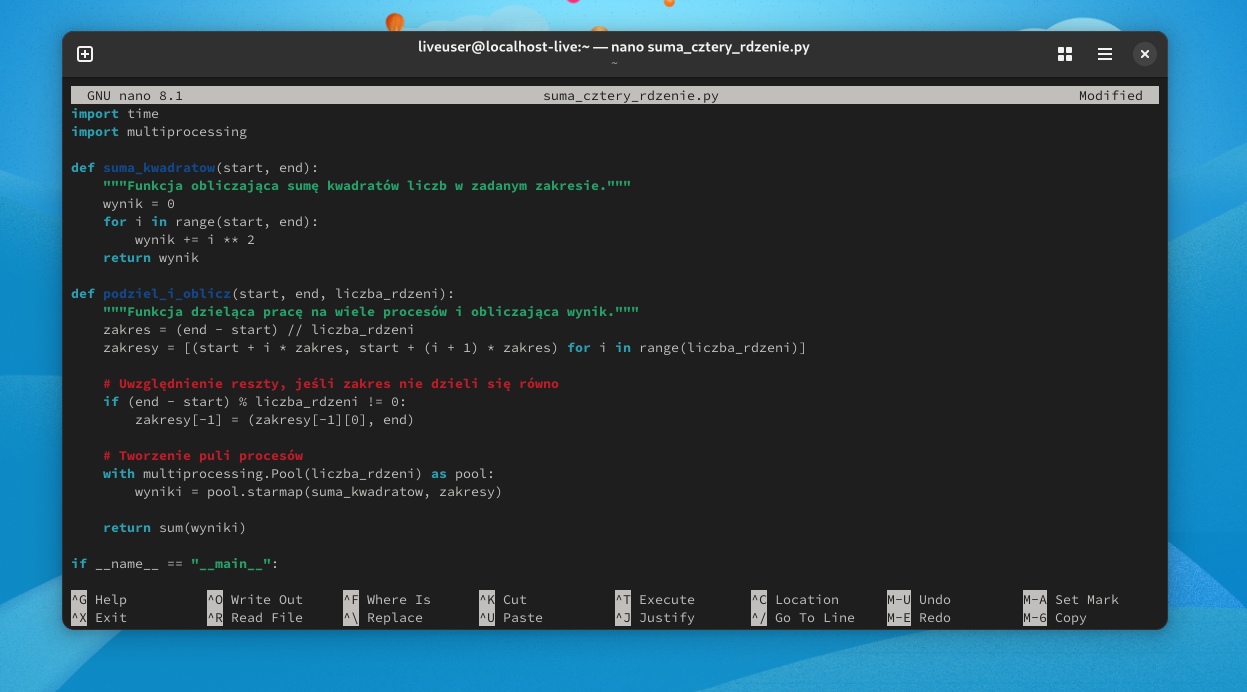 liveuser@localhost-live:~ — nano suma_cztery_rdzenie.py
~
GNU nano 8.1 suma_cztery_rdzenie.py Modified
import time
import multiprocessing
def suma_kwadratow(start, end):
    """Funkcja obliczająca sumę kwadratów liczb w zadanym zakresie."""
    wynik = 0
    for i in range(start, end):
        wynik += i ** 2
    return wynik
def podziel_i_oblicz(start, end, liczba_rdzeni):
    """Funkcja dzieląca pracę na wiele procesów i obliczająca wynik."""
    zakres = (end - start) // liczba_rdzeni
    zakresy = [(start + i * zakres, start + (i + 1) * zakres) for i in range(liczba_rdzeni)]
    # Uwzględnienie reszty, jeśli zakres nie dzieli się równo
    if (end - start) % liczba_rdzeni != 0:
        zakresy[-1] = (zakresy[-1][0], end)
    # Tworzenie puli procesów
    with multiprocessing.Pool(liczba_rdzeni) as pool:
        wyniki = pool.starmap(suma_kwadratow, zakresy)
    return sum(wyniki)
if __name__ == "__main__":
^G Help ^O Write Out ^F Where Is ^K Cut ^T Execute ^C Location M-U Undo M-A Set Mark
^X Exit ^R Read File ^\ Replace ^U Paste ^J Justify ^/ Go To Line M-E Redo M-6 Copy